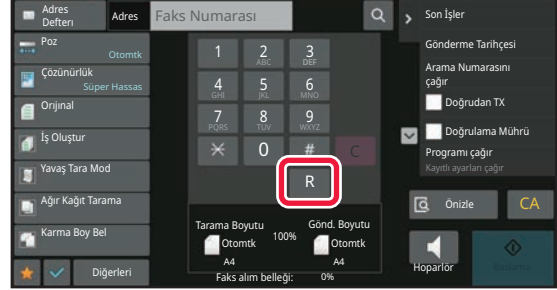 Adres
Defteri
Adres
Faks Numarası
Poz
Otomtk
Çözünürlük
Süper Hassas
Orijinal
İş Oluştur
Yavaş Tara Mod
Ağır Kağıt Tarama
Karma Boy Bel
Diğerleri
1
2
ABC
3
DEF
4
GHI
5
JKL
6
MNO
7
PQRS
8
TUV
9
WXYZ
0
#
C
R
Tarama Boyutu
Gönd. Boyutu
Otomtk
100%
Otomtk
A4
A4
Faks alım belleği: 0%
Son İşler
Gönderme Tarihçesi
Arama Numarasını
çağır
Doğrudan TX
Doğrulama Mührü
Programı çağır
Kayıtlı ayarları çağır
Önizle
CA
Hoparlör